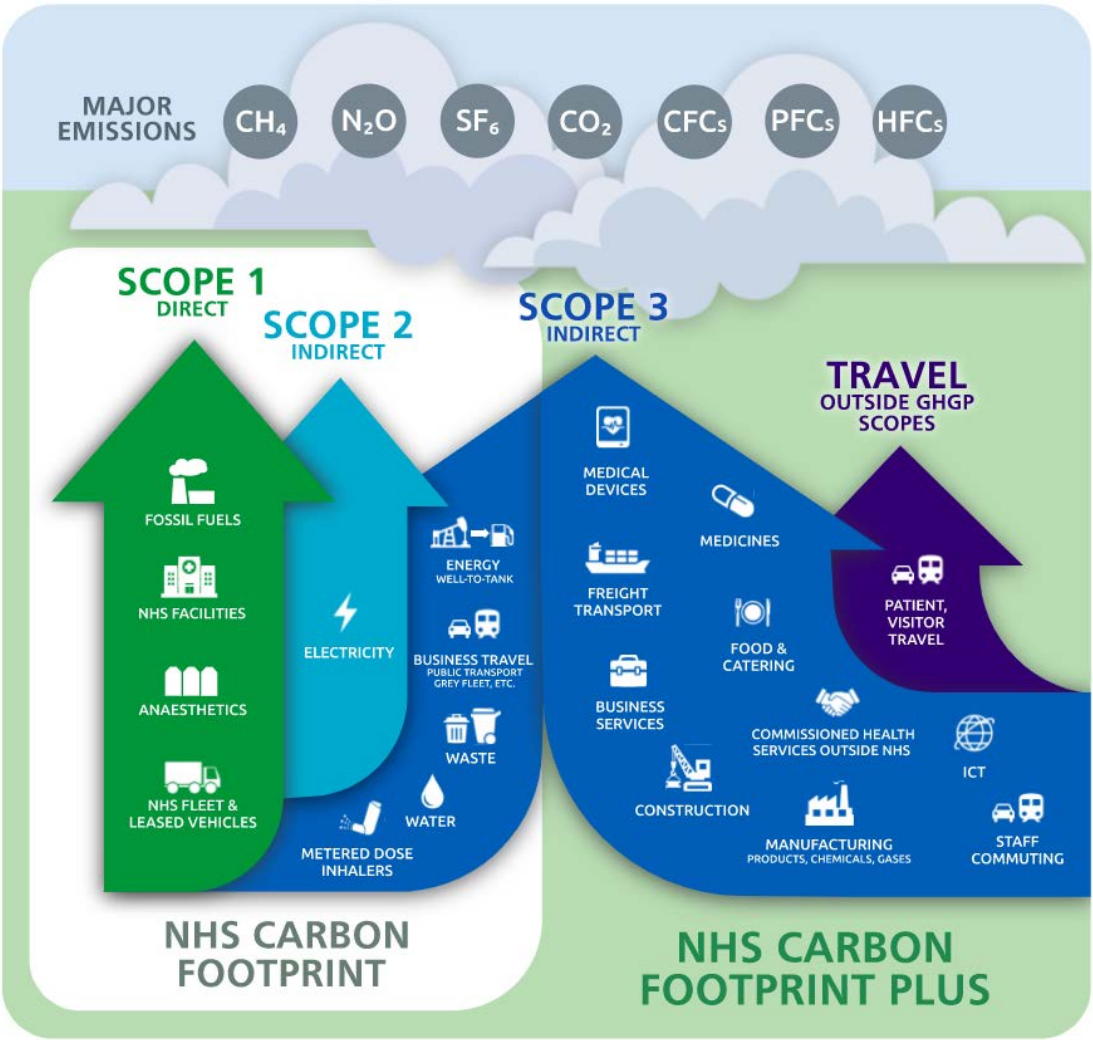 MAJOR
EMISSIONS
CH₄
N₂O
SF₆
CO₂
CFCs
PFCs
HFCs
SCOPE 1
DIRECT
SCOPE 2
INDIRECT
SCOPE 3
INDIRECT
TRAVEL
OUTSIDE GHGP
SCOPES
FOSSIL FUELS
NHS FACILITIES
ANAESTHETICS
NHS FLEET &
LEASED VEHICLES
ELECTRICITY
ENERGY
WELL-TO-TANK
BUSINESS TRAVEL
PUBLIC TRANSPORT
GREY FLEET, ETC.
WASTE
WATER
METERED DOSE
INHALERS
MEDICAL
DEVICES
MEDICINES
FREIGHT
TRANSPORT
FOOD &
CATERING
BUSINESS
SERVICES
COMMISSIONED HEALTH
SERVICES OUTSIDE NHS
ICT
CONSTRUCTION
MANUFACTURING
PRODUCTS, CHEMICALS, GASES
STAFF
COMMUTING
PATIENT,
VISITOR
TRAVEL
NHS CARBON
FOOTPRINT
NHS CARBON
FOOTPRINT PLUS